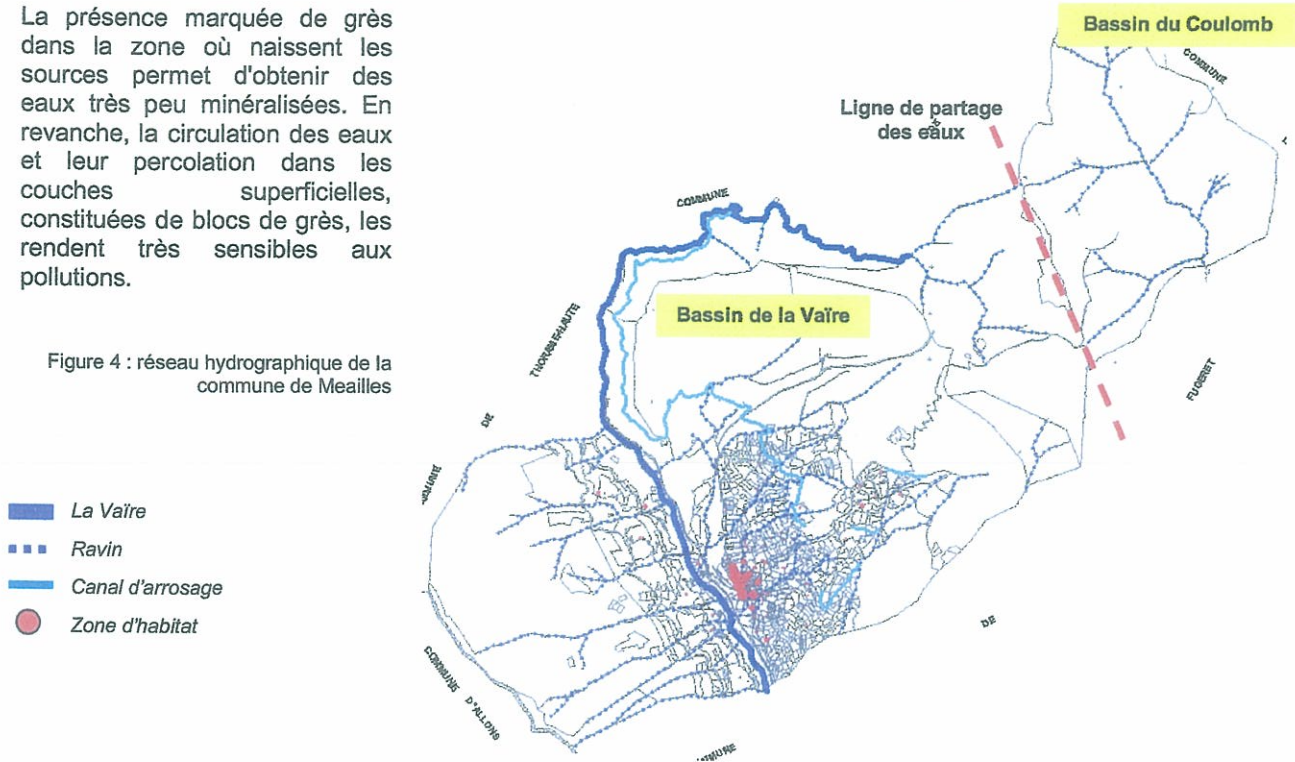 La présence marquée de grès
dans la zone où naissent les
sources permet d'obtenir des
eaux très peu minéralisées. En
revanche, la circulation des eaux
et leur percolation dans les
couches superficielles,
constituées de blocs de grès, les
rendent très sensibles aux
pollutions.
Figure 4 : réseau hydrographique de la
commune de Meailles
La Vaïre
Ravin
Canal d'arrosage
Zone d'habitat
Bassin du Coulomb
COMMUNE
Ligne de partage
des eaux
COMMUNE
Bassin de la Vaïre
FUGERET
DE
DE
COMMUNE
D'ALLONS